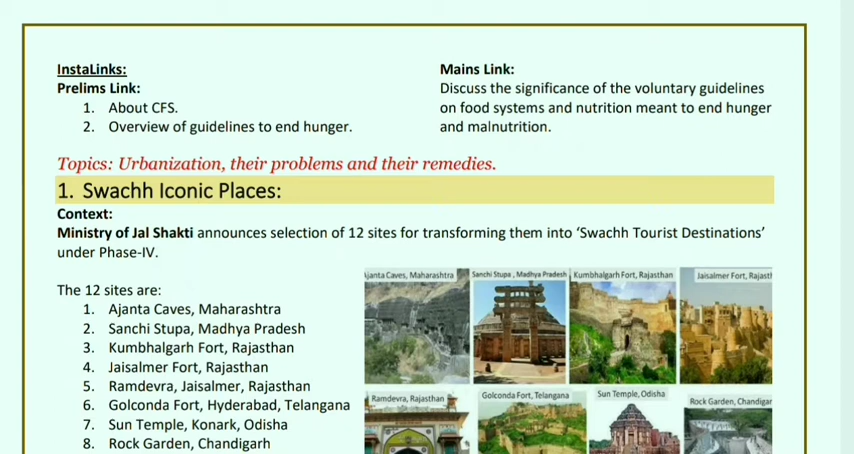 InstaLinks:
Prelims Link:
1. About CFS.
2. Overview of guidelines to end hunger.
Mains Link:
Discuss the significance of the voluntary guidelines
on food systems and nutrition meant to end hunger
and malnutrition.
Topics: Urbanization, their problems and their remedies.
1. Swachh Iconic Places:
Context:
Ministry of Jal Shakti announces selection of 12 sites for transforming them into ‘Swachh Tourist Destinations’
under Phase-IV.
The 12 sites are:
1. Ajanta Caves, Maharashtra
2. Sanchi Stupa, Madhya Pradesh
3. Kumbhalgarh Fort, Rajasthan
4. Jaisalmer Fort, Rajasthan
5. Ramdevra, Jaisalmer, Rajasthan
6. Golconda Fort, Hyderabad, Telangana
7. Sun Temple, Konark, Odisha
8. Rock Garden, Chandigarh
janta Caves, Maharashtra
Sanchi Stupa , Madhya Pradesh
Kumbhalgarh Fort, Rajasthan
Jaisalmer Fort, Rajast
Ramdevra, Rajasthan
Golconda Fort, Telangana
Sun Temple, Odisha
Rock Garden, Chandigar